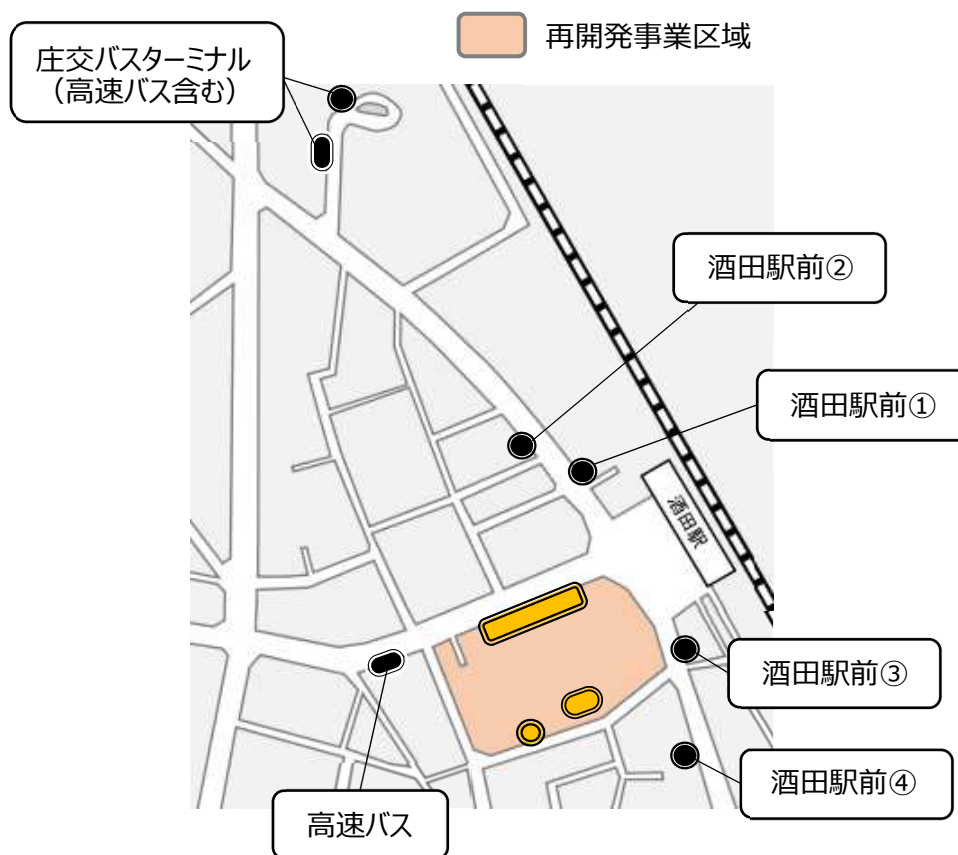 再開発事業区域
庄交バスターミナル
（高速バス含む）
酒田駅前②
酒田駅前①
酒田駅
酒田駅前③
酒田駅前④
高速バス